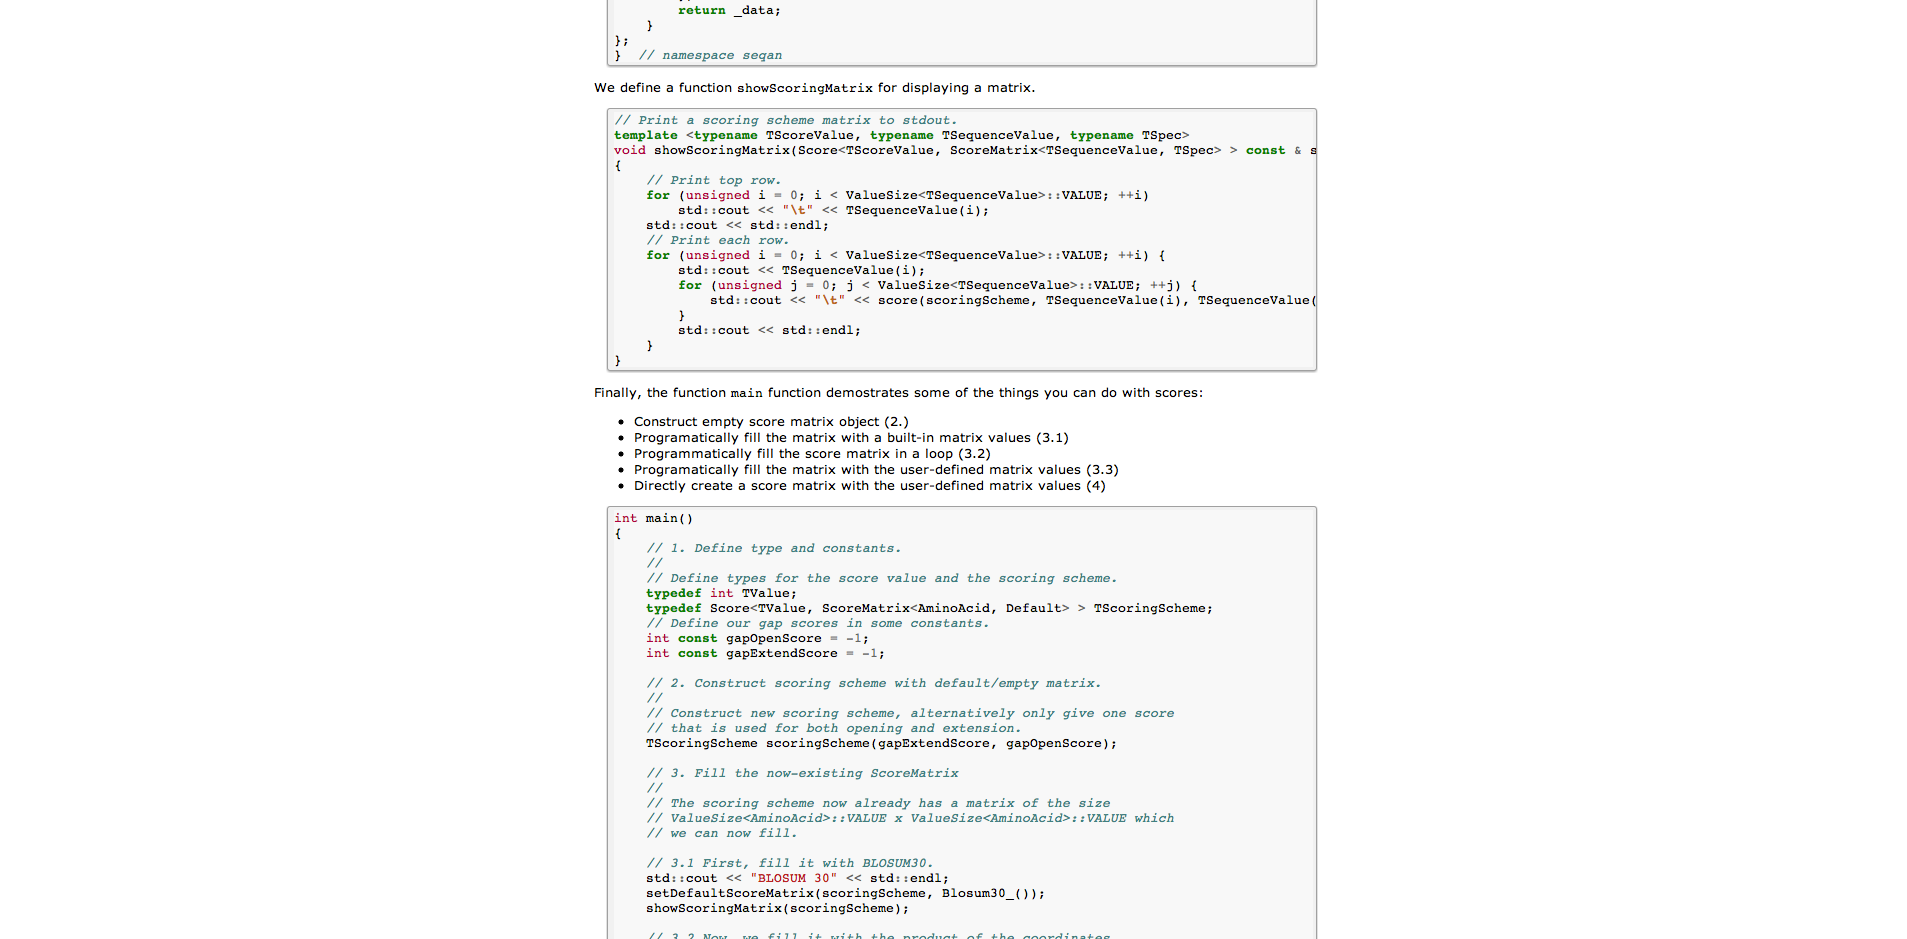 return _data;
}
};
} // namespace seqan
We define a function showScoringMatrix for displaying a matrix.
// Print a scoring scheme matrix to stdout.
template <typename TScoreValue, typename TSequenceValue, typename TSpec>
void showScoringMatrix(Score<TScoreValue, ScoreMatrix<TSequenceValue, TSpec> > const & s
{
// Print top row.
for (unsigned i = 0; i < ValueSize<TSequenceValue>::VALUE; ++i)
std::cout << "\t" << TSequenceValue(i);
std::cout << std::endl;
// Print each row.
for (unsigned i = 0; i < ValueSize<TSequenceValue>::VALUE; ++i) {
std::cout << TSequenceValue(i);
for (unsigned j = 0; j < ValueSize<TSequenceValue>::VALUE; ++j) {
std::cout << "\t" << score(scoringScheme, TSequenceValue(i), TSequenceValue(
}
std::cout << std::endl;
}
}
Finally, the function main function demostrates some of the things you can do with scores:
• Construct empty score matrix object (2.)
• Programatically fill the matrix with a built-in matrix values (3.1)
• Programmatically fill the score matrix in a loop (3.2)
• Programatically fill the matrix with the user-defined matrix values (3.3)
• Directly create a score matrix with the user-defined matrix values (4)
int main()
{
// 1. Define type and constants.
//
// Define types for the score value and the scoring scheme.
typedef int TValue;
typedef Score<TValue, ScoreMatrix<AminoAcid, Default> > TScoringScheme;
// Define our gap scores in some constants.
int const gapOpenScore = -1;
int const gapExtendScore = -1;
// 2. Construct scoring scheme with default/empty matrix.
//
// Construct new scoring scheme, alternatively only give one score
// that is used for both opening and extension.
TScoringScheme scoringScheme(gapExtendScore, gapOpenScore);
// 3. Fill the now-existing ScoreMatrix
//
// The scoring scheme now already has a matrix of the size
// ValueSize<AminoAcid>::VALUE x ValueSize<AminoAcid>::VALUE which
// we can now fill.
// 3.1 First, fill it with BLOSUM30.
std::cout << "BLOSUM 30" << std::endl;
setDefaultScoreMatrix(scoringScheme, Blosum30_());
showScoringMatrix(scoringScheme);
// 3.2 Now, we fill it with the product of the coordinates.